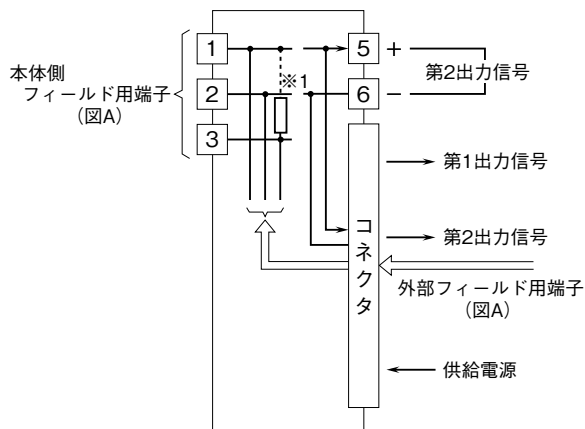 1
2
3
本体側
フィールド用端子
(図A)
※1
5
+
6
−
第2出力信号
第1出力信号
第2出力信号
コネクタ
外部フィールド用端子
(図A)
供給電源